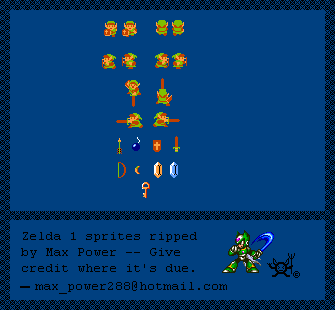 Zelda 1 sprites ripped
by Max Power -- Give
credit where it's due.
— max_power288@hotmail.com
©